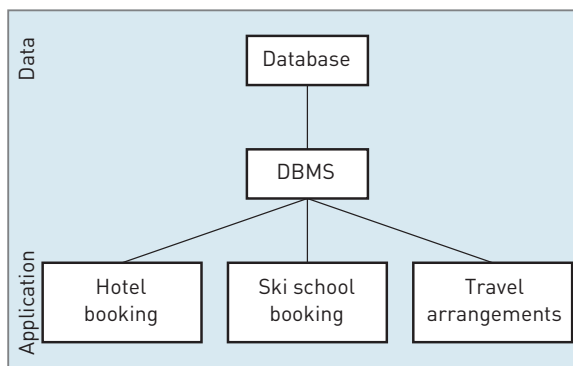 Data
Database
DBMS
Application
Hotel
booking
Ski school
booking
Travel
arrangements